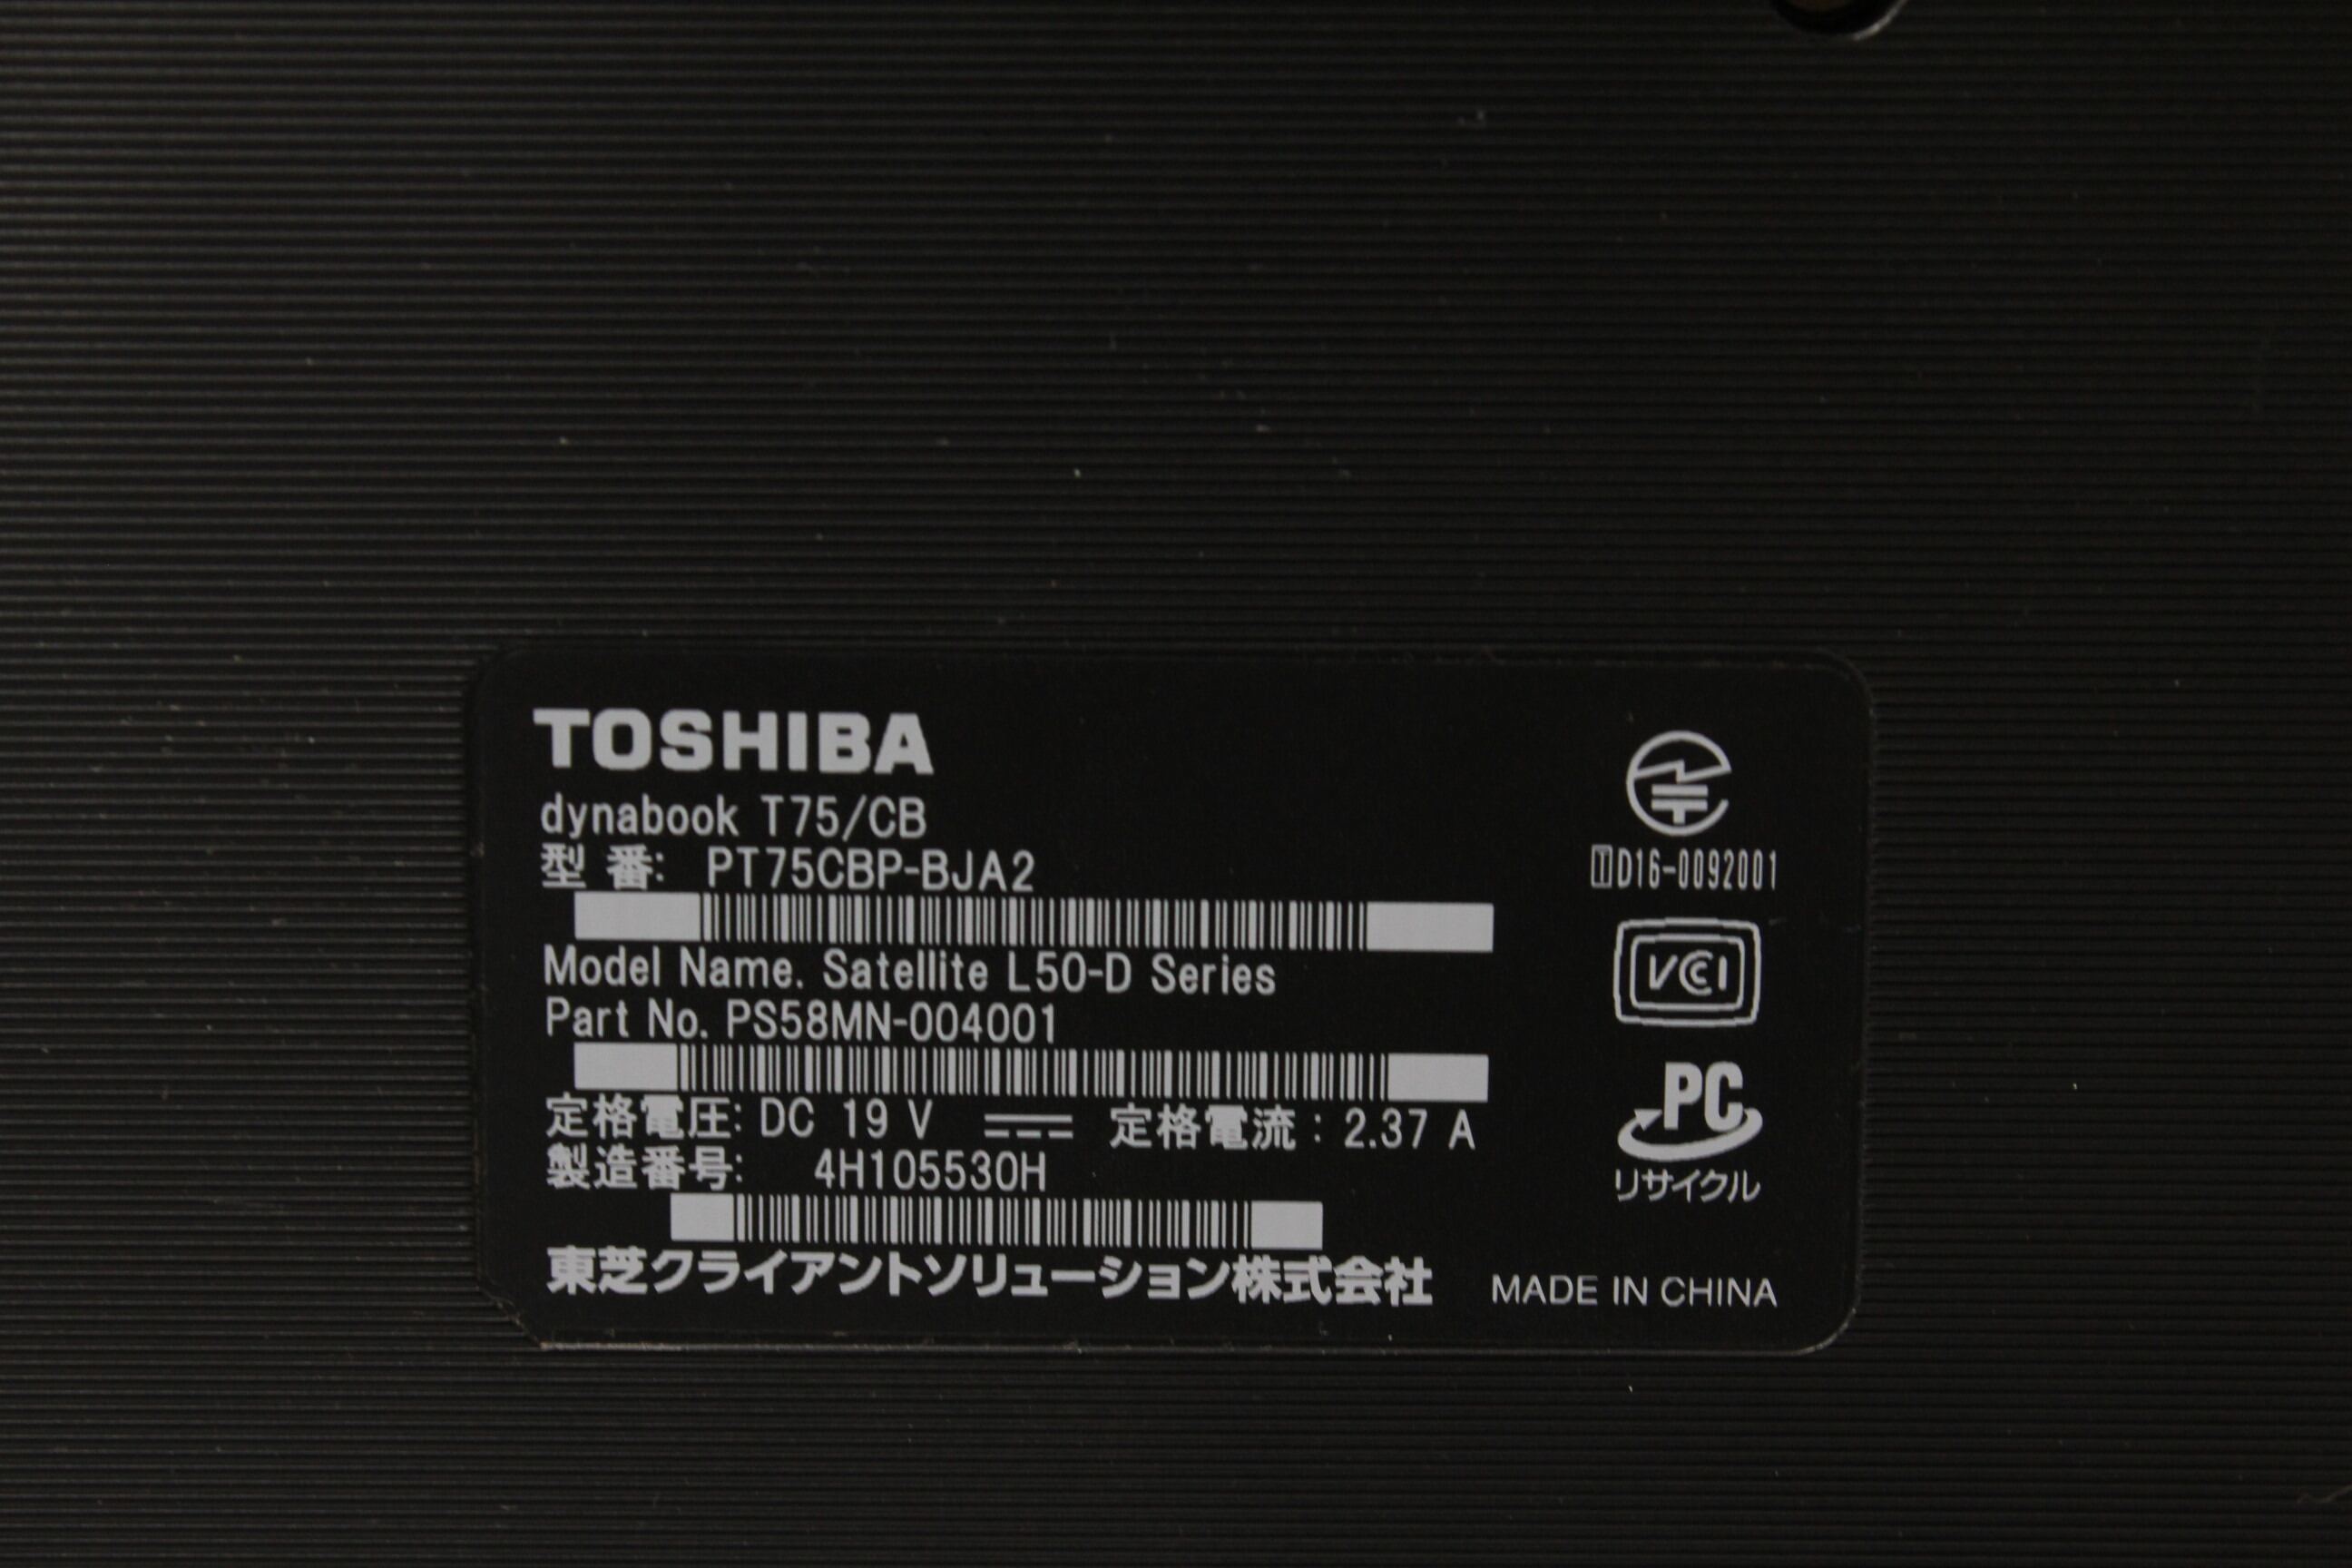 TOSHIBA
dynabook T75/CB
型 番: PT75CBP-BJA2
Model Name. Satellite L50-D Series
Part No. PS58MN-004001
定格電圧: DC 19 V 定格電流: 2.37 A
製造番号: 4H105530H
東芝クライアントソリューション株式会社
MADE IN CHINA
T D16-0092001
VCCI
PC
リサイクル